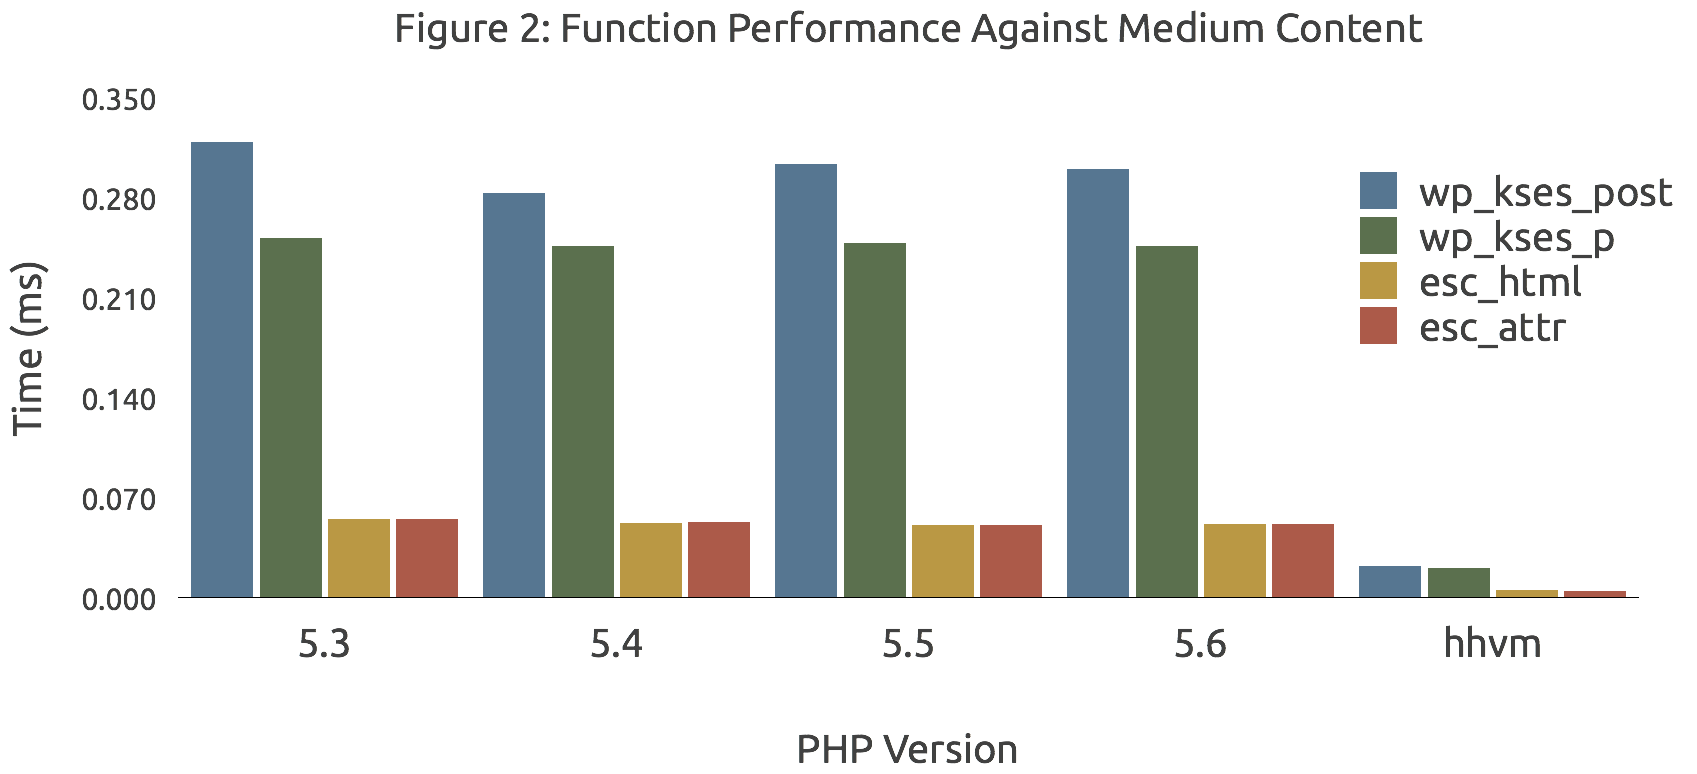 Figure 2: Function Performance Against Medium Content
0.350
0.280
0.210
0.140
0.070
0.000
Time (ms)
wp_kses_post
wp_kses_p
esc_html
esc_attr
5.3
5.4
5.5
5.6
hhvm
PHP Version